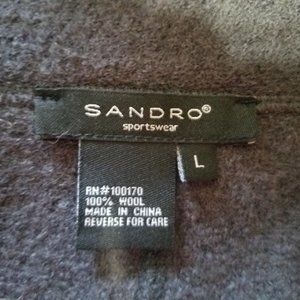 SANDRO®
sportswear
L
RN#100170
100% WOOL
MADE IN CHINA
REVERSE FOR CARE